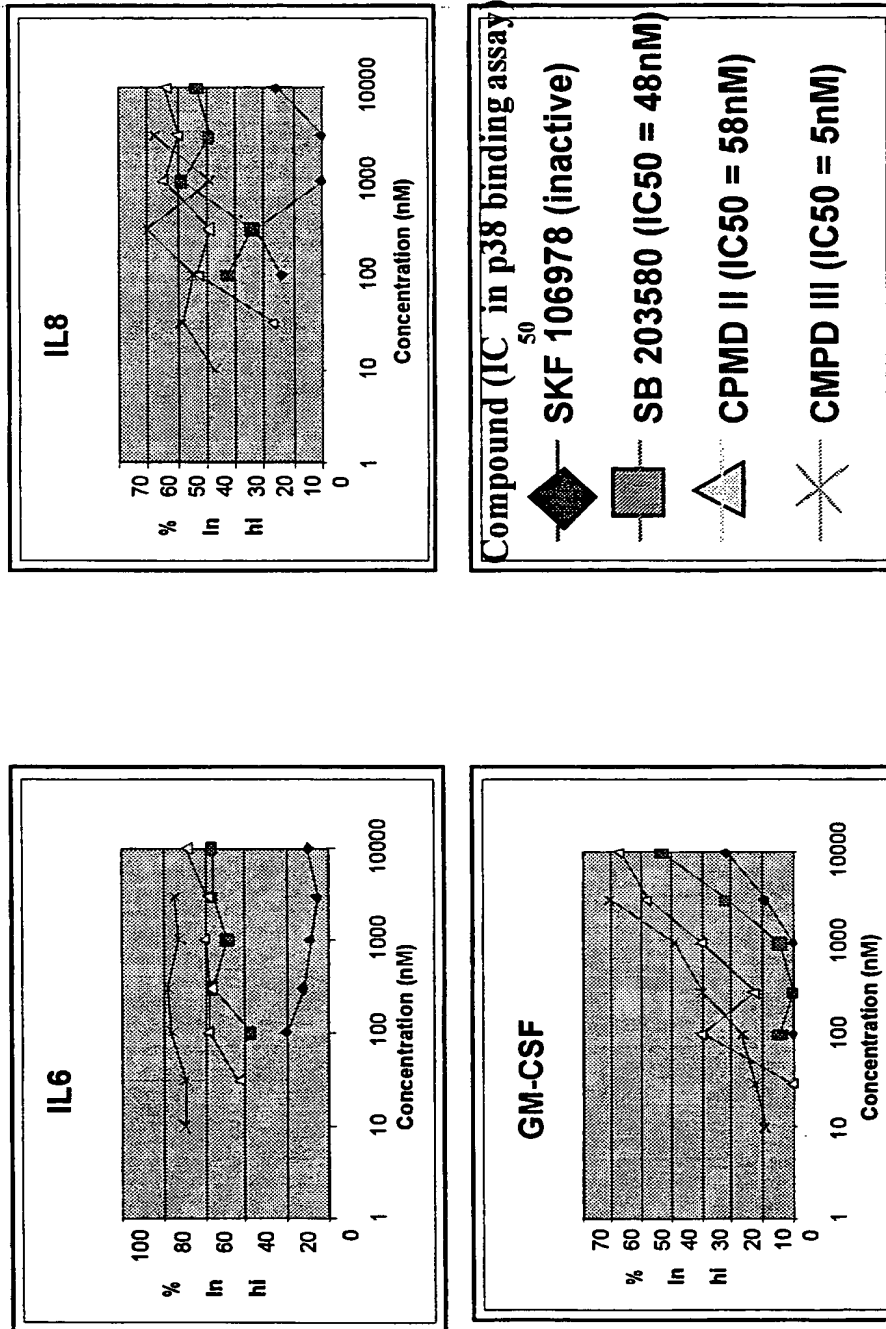 IL6
100
80
60
40
20
0
%
In
hi
1
10
100
1000
10000
Concentration (nM)
IL8
70
60
50
40
30
20
10
0
%
In
hi
1
10
100
1000
10000
Concentration (nM)
GM-CSF
70
60
50
40
30
20
10
0
%
In
hi
1
10
100
1000
10000
Concentration (nM)
Compound (IC50 in p38 binding assay)
SKF 106978 (inactive)
SB 203580 (IC50 = 48nM)
CPMD II (IC50 = 58nM)
CMPD III (IC50 = 5nM)